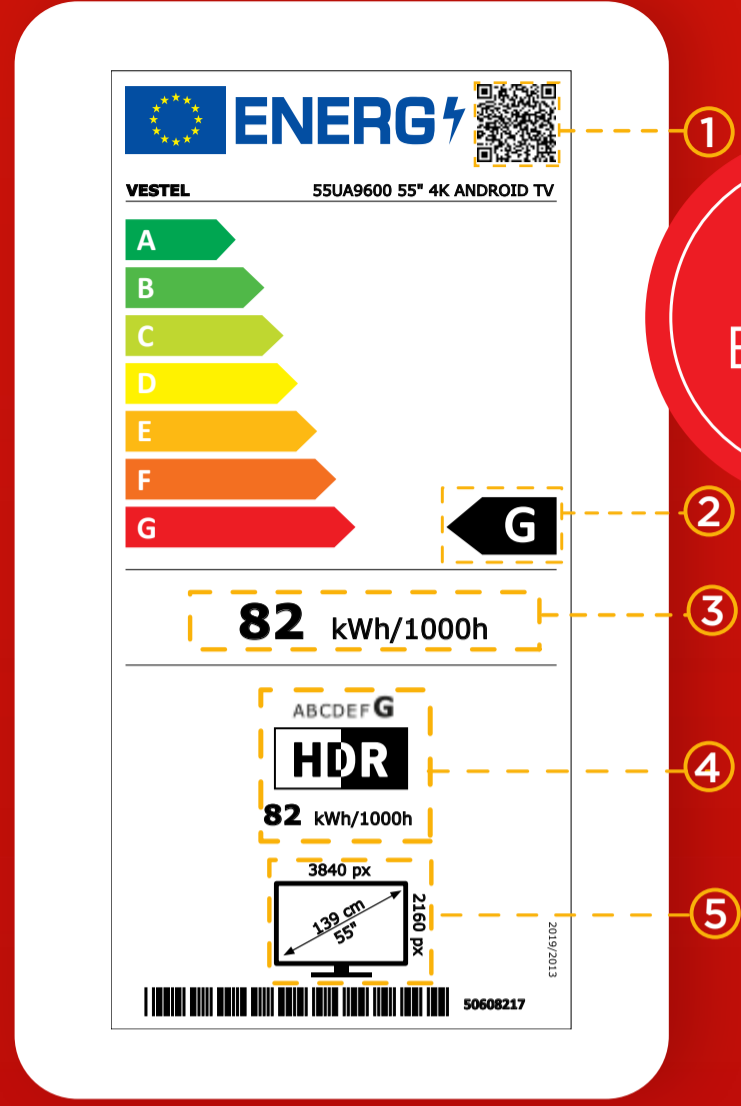 ENERG
1
VESTEL 55UA9600 55" 4K ANDROID TV
A
B
C
D
E
F
G
G
2
82 kWh/1000h
3
ABCDEFG
HDR
82 kWh/1000h
4
3840 px
2160 px
139 cm
55"
5
2019/2013
50608217